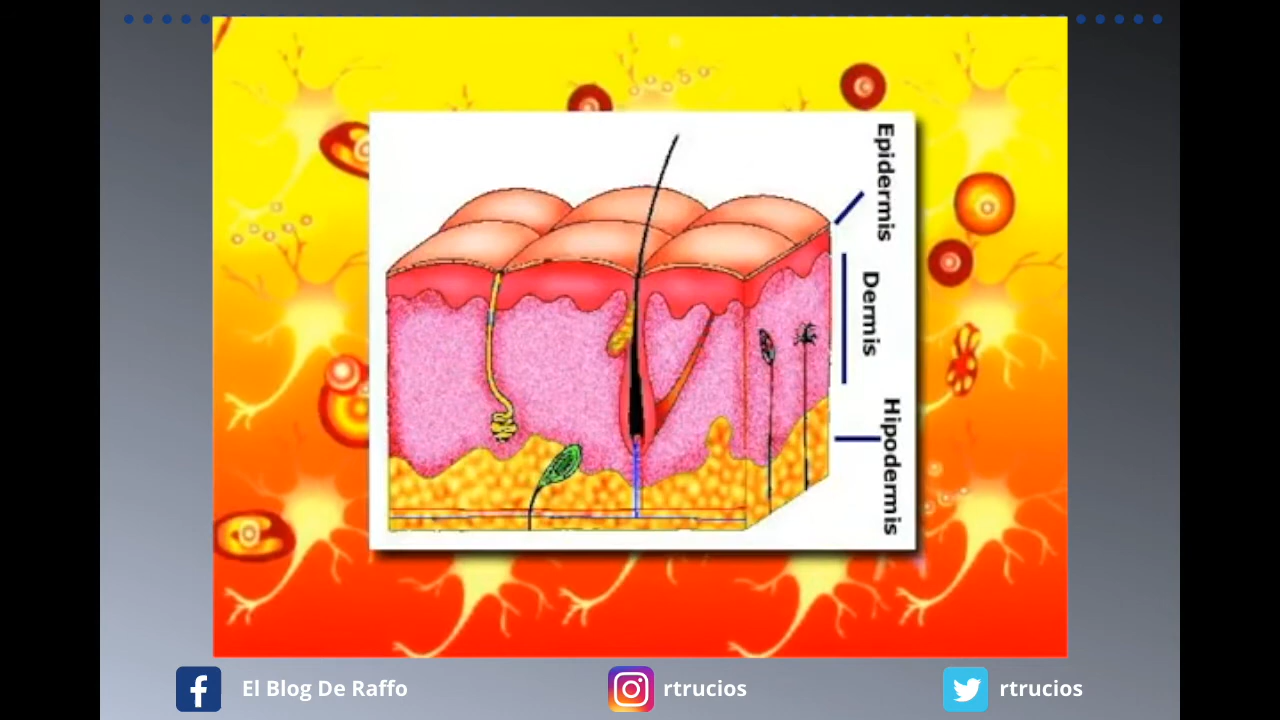 Epidermis
Dermis
Hipodermis
El Blog De Raffo
rtrucios
rtrucios